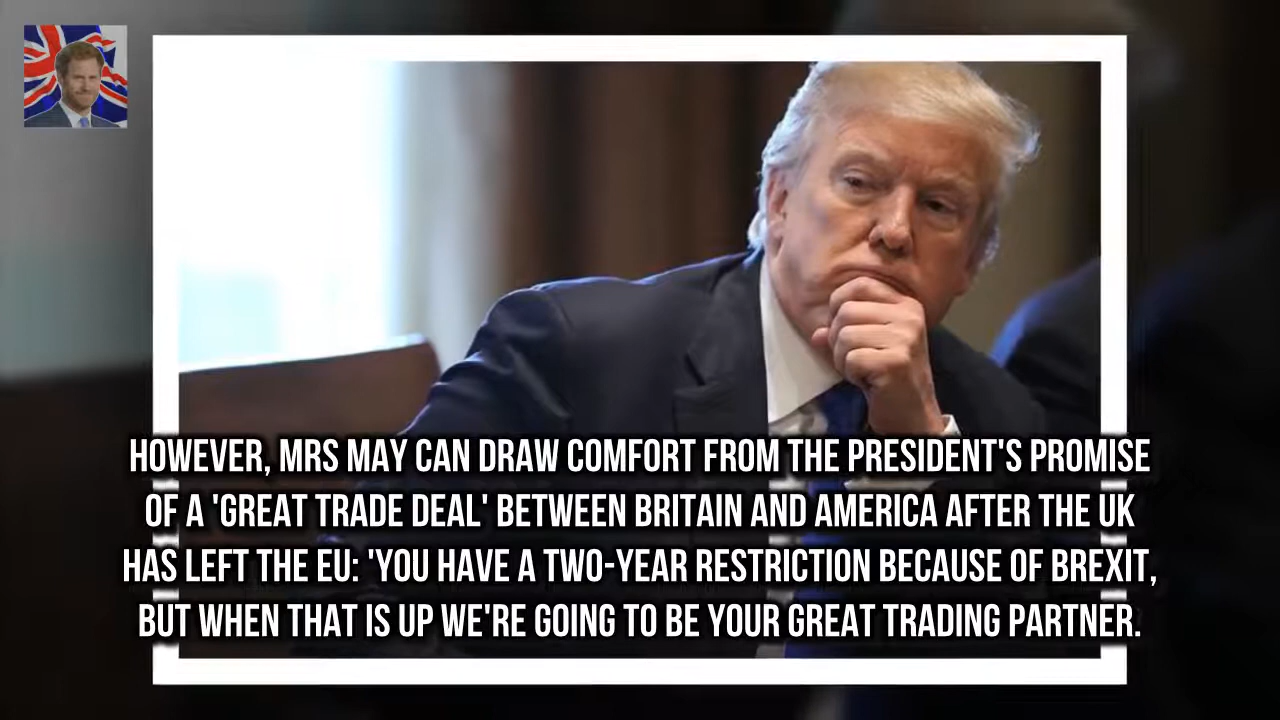 HOWEVER, MRS MAY CAN DRAW COMFORT FROM THE PRESIDENT'S PROMISE
OF A 'GREAT TRADE DEAL' BETWEEN BRITAIN AND AMERICA AFTER THE UK
HAS LEFT THE EU: 'YOU HAVE A TWO-YEAR RESTRICTION BECAUSE OF BREXIT,
BUT WHEN THAT IS UP WE'RE GOING TO BE YOUR GREAT TRADING PARTNER.